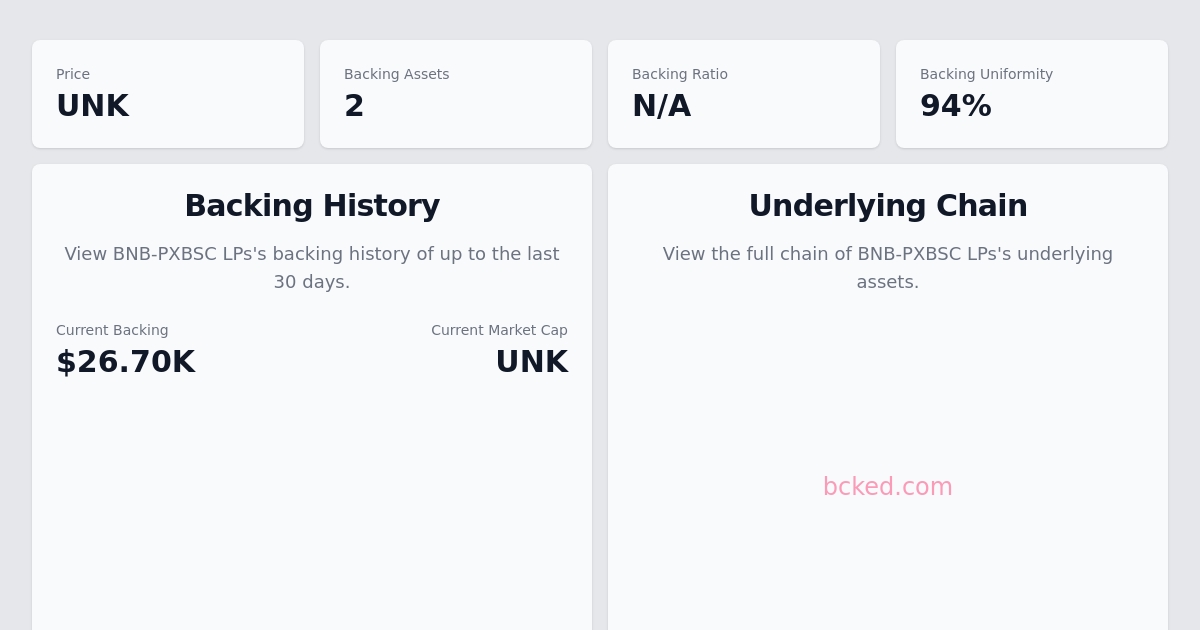 Price
UNK
Backing Assets
2
Backing Ratio
N/A
Backing Uniformity
94%
Backing History
View BNB-PXBSC LPs's backing history of up to the last
30 days.
Current Backing
$26.70K
Current Market Cap
UNK
Underlying Chain
View the full chain of BNB-PXBSC LPs's underlying
assets.
bcked.com